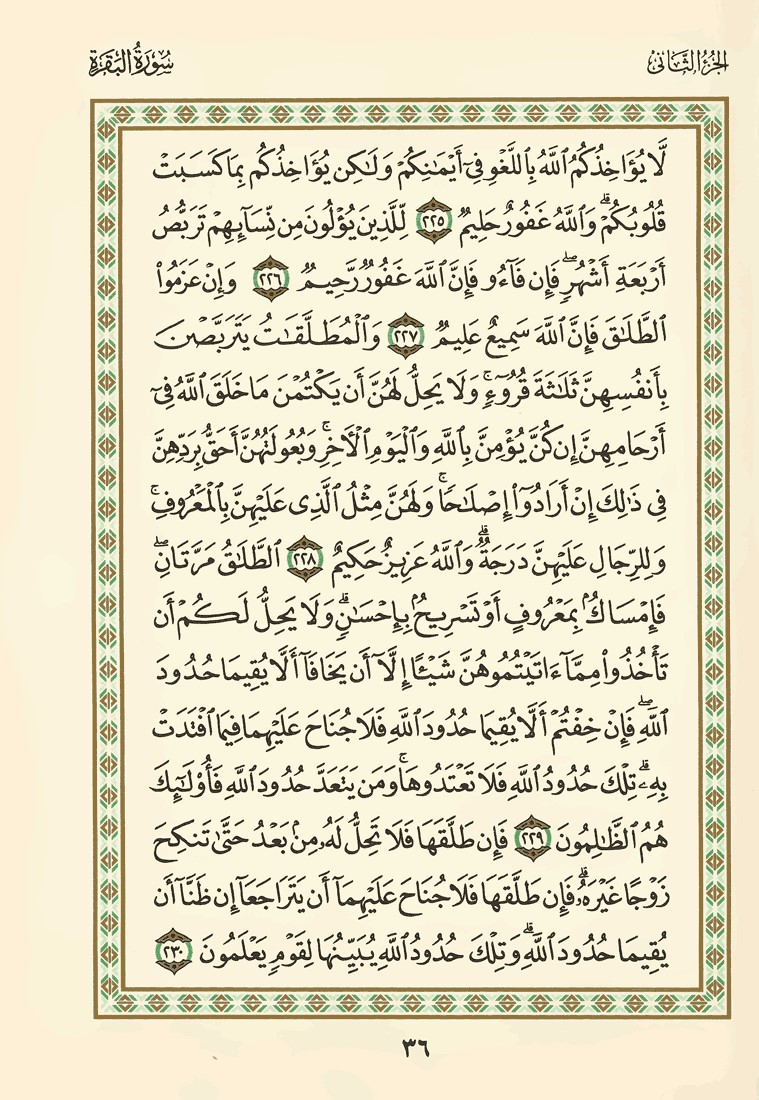 الجزء الثاني
سورة البقرة
لَّا يُؤَاخِذُكُمُ ٱللَّهُ بِٱللَّغْوِ فِىٓ أَيْمَـٰنِكُمْ وَلَـٰكِن يُؤَاخِذُكُم بِمَا كَسَبَتْ
قُلُوبُكُمْ ۗ وَٱللَّهُ غَفُورٌ حَلِيمٌ ٢٢٥ لِّلَّذِينَ يُؤْلُونَ مِن نِّسَآئِهِمْ تَرَبُّصُ
أَرْبَعَةِ أَشْهُرٍ ۖ فَإِن فَآءُو فَإِنَّ ٱللَّهَ غَفُورٌ رَّحِيمٌ ٢٢٦ وَإِنْ عَزَمُوا۟
ٱلطَّلَـٰقَ فَإِنَّ ٱللَّهَ سَمِيعٌ عَلِيمٌ ٢٢٧ وَٱلْمُطَلَّقَـٰتُ يَتَرَبَّصْنَ
بِأَنفُسِهِنَّ ثَلَـٰثَةَ قُرُوٓءٍ ۚ وَلَا يَحِلُّ لَهُنَّ أَن يَكْتُمْنَ مَا خَلَقَ ٱللَّهُ فِىٓ
أَرْحَامِهِنَّ إِن كُنَّ يُؤْمِنَّ بِٱللَّهِ وَٱلْيَوْمِ ٱلْـَٔاخِرِ ۚ وَبُعُولَتُهُنَّ أَحَقُّ بِرَدِّهِنَّ
فِى ذَٰلِكَ إِنْ أَرَادُوٓا۟ إِصْلَـٰحًا ۚ وَلَهُنَّ مِثْلُ ٱلَّذِى عَلَيْهِنَّ بِٱلْمَعْرُوفِ ۚ
وَلِلرِّجَالِ عَلَيْهِنَّ دَرَجَةٌ ۗ وَٱللَّهُ عَزِيزٌ حَكِيمٌ ٢٢٨ ٱلطَّلَـٰقُ مَرَّتَانِ ۖ
فَإِمْسَاكٌۢ بِمَعْرُوفٍ أَوْ تَسْرِيحٌۢ بِإِحْسَـٰنٍ ۗ وَلَا يَحِلُّ لَكُمْ أَن
تَأْخُذُوا۟ مِمَّآ ءَاتَيْتُمُوهُنَّ شَيْـًٔا إِلَّآ أَن يَخَافَآ أَلَّا يُقِيمَا حُدُودَ
ٱللَّهِ ۖ فَإِنْ خِفْتُمْ أَلَّا يُقِيمَا حُدُودَ ٱللَّهِ فَلَا جُنَاحَ عَلَيْهِمَا فِيمَا ٱفْتَدَتْ
بِهِۦ ۗ تِلْكَ حُدُودُ ٱللَّهِ فَلَا تَعْتَدُوهَا ۚ وَمَن يَتَعَدَّ حُدُودَ ٱللَّهِ فَأُو۟لَـٰٓئِكَ
هُمُ ٱلظَّـٰلِمُونَ ٢٢٩ فَإِن طَلَّقَهَا فَلَا تَحِلُّ لَهُۥ مِنۢ بَعْدُ حَتَّىٰ تَنكِحَ
زَوْجًا غَيْرَهُۥ ۗ فَإِن طَلَّقَهَا فَلَا جُنَاحَ عَلَيْهِمَآ أَن يَتَرَاجَعَآ إِن ظَنَّآ أَن
يُقِيمَا حُدُودَ ٱللَّهِ ۗ وَتِلْكَ حُدُودُ ٱللَّهِ يُبَيِّنُهَا لِقَوْمٍ يَعْلَمُونَ ٢٣٠
٣٦